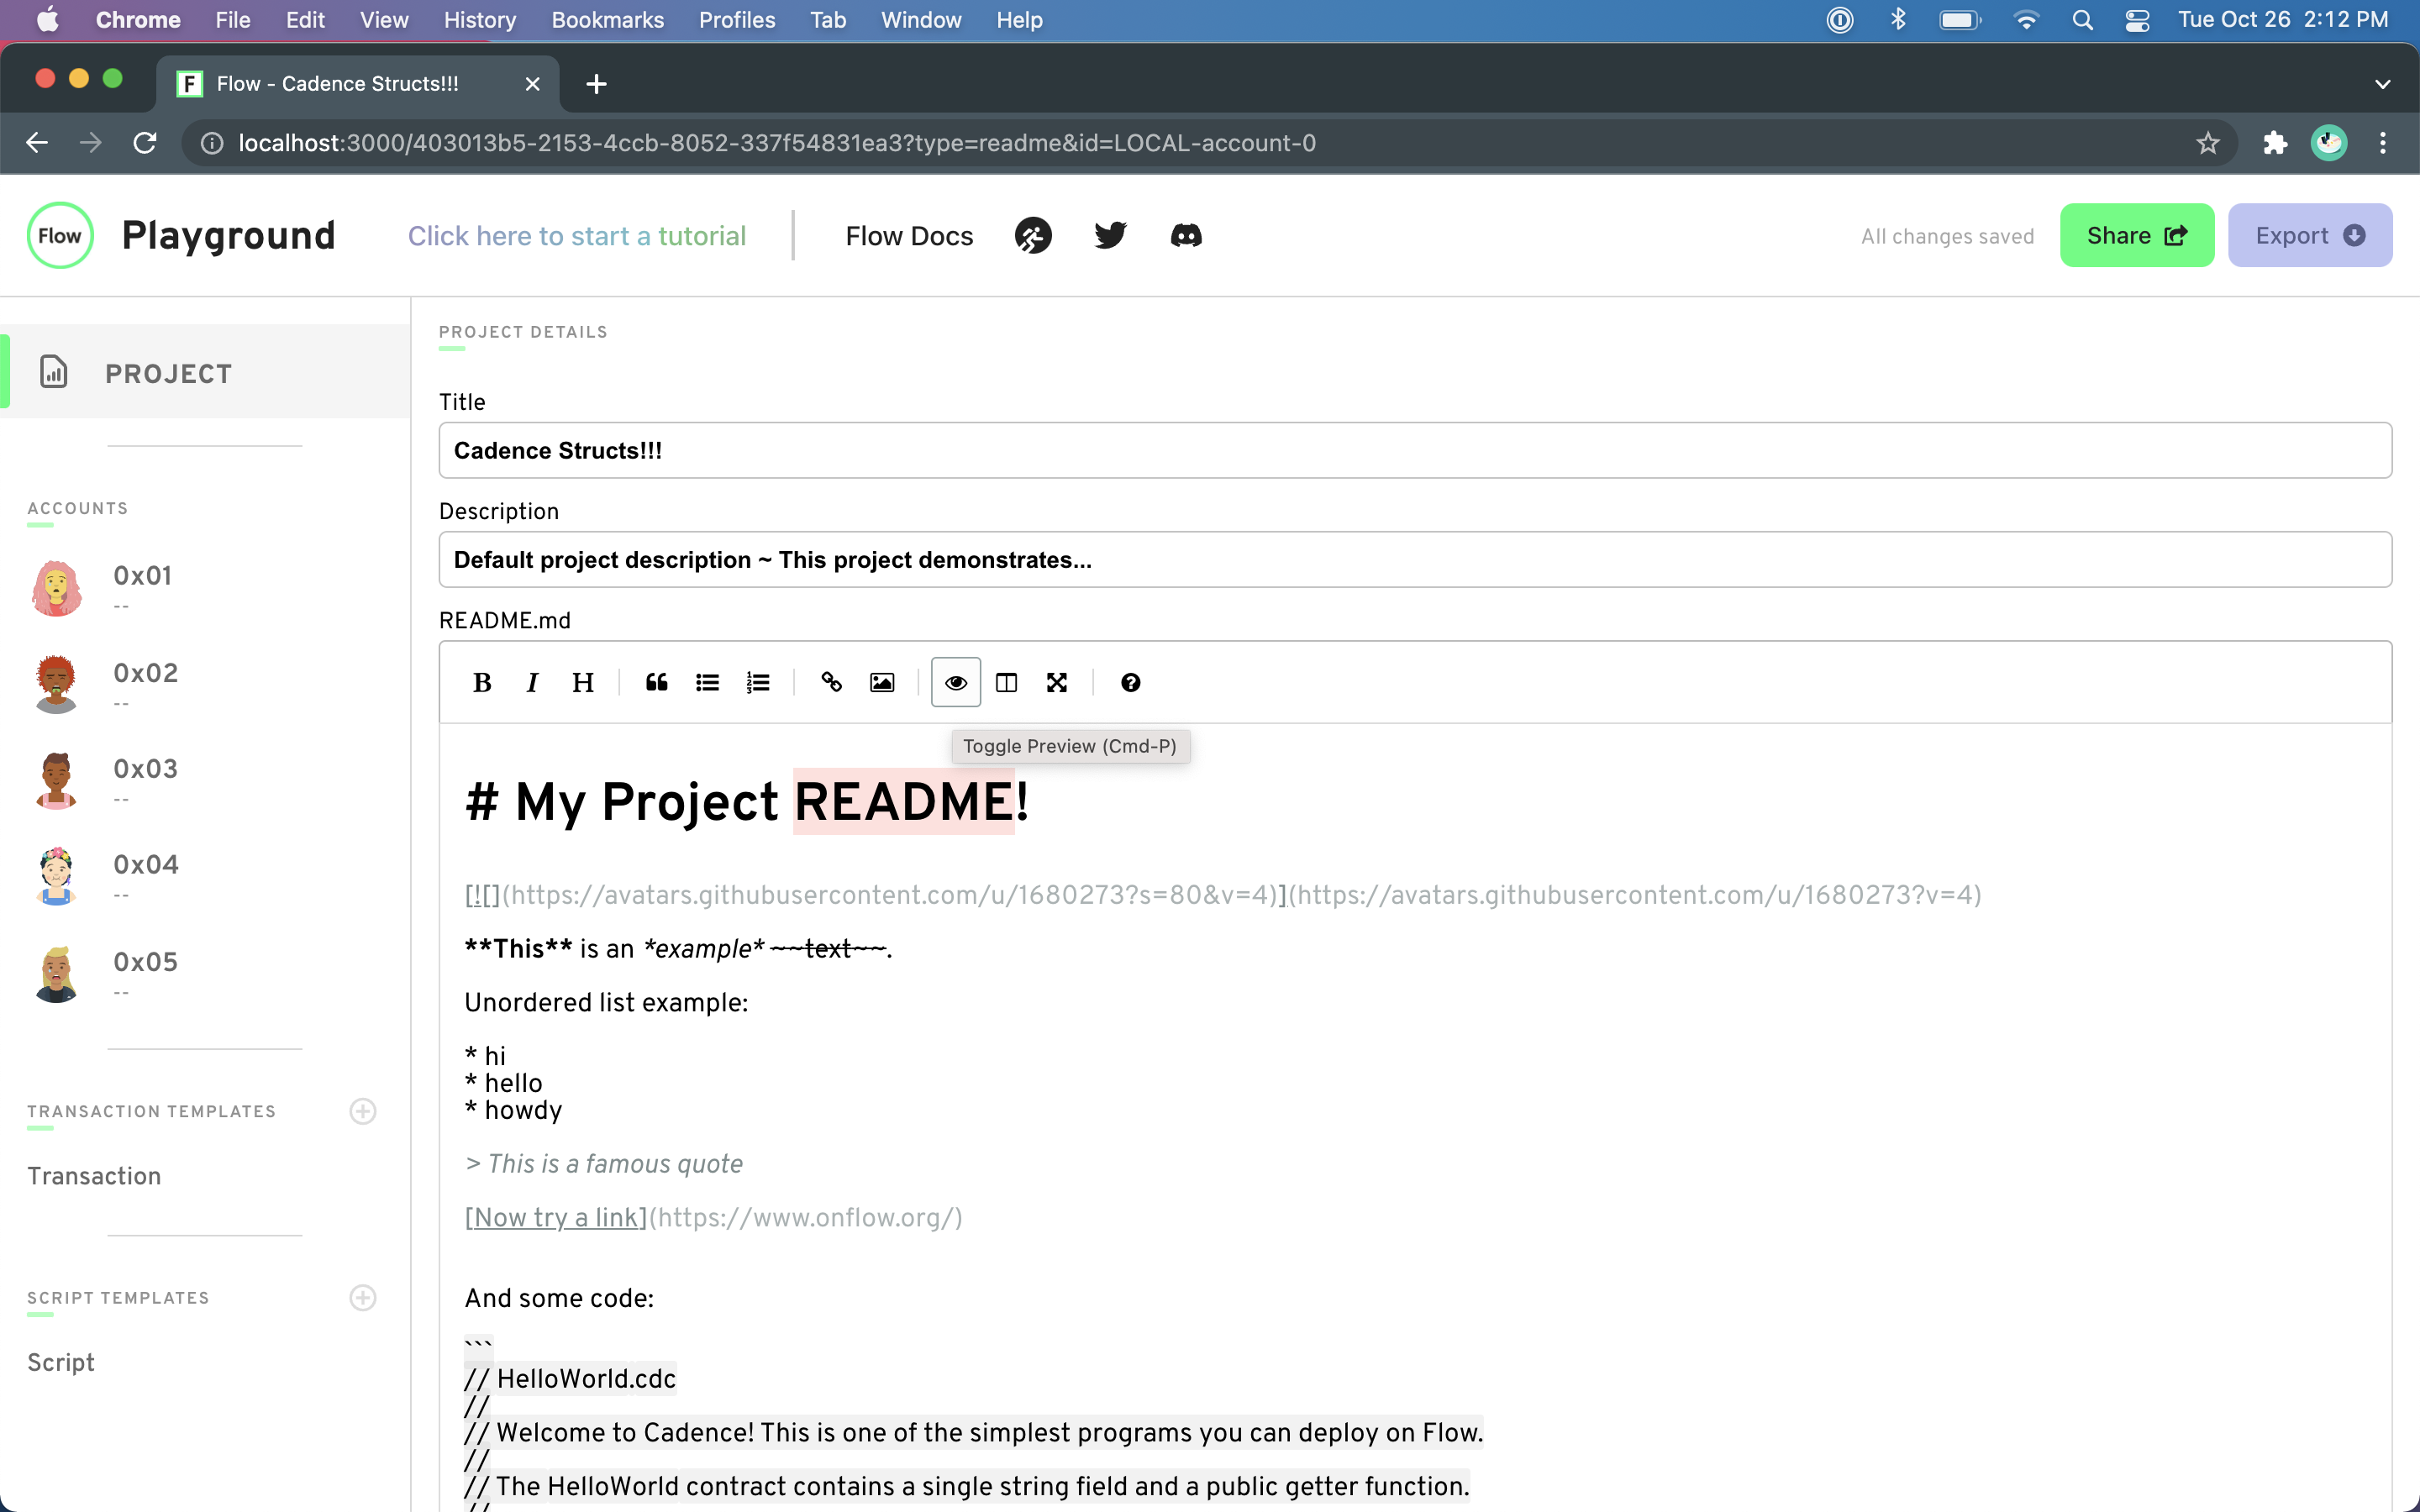 Chrome File Edit View History Bookmarks Profiles Tab Window Help Tue Oct 26 2:12 PM
F Flow - Cadence Structs!!!
localhost:3000/403013b5-2153-4ccb-8052-337f54831ea3?type=readme&id=LOCAL-account-0
Flow Playground Click here to start a tutorial Flow Docs All changes saved Share Export
PROJECT
ACCOUNTS
0x01
--
0x02
--
0x03
--
0x04
--
0x05
--
TRANSACTION TEMPLATES
Transaction
SCRIPT TEMPLATES
Script
PROJECT DETAILS
Title
Cadence Structs!!!
Description
Default project description ~ This project demonstrates...
README.md
B I H
Toggle Preview (Cmd-P)
# My Project README!
[![](https://avatars.githubusercontent.com/u/1680273?s=80&v=4)](https://avatars.githubusercontent.com/u/1680273?v=4)
**This** is an *example* ~~text~~.
Unordered list example:
* hi
* hello
* howdy
> This is a famous quote
[Now try a link](https://www.onflow.org/)
And some code:
```
// HelloWorld.cdc
//
// Welcome to Cadence! This is one of the simplest programs you can deploy on Flow.
//
// The HelloWorld contract contains a single string field and a public getter function.
//